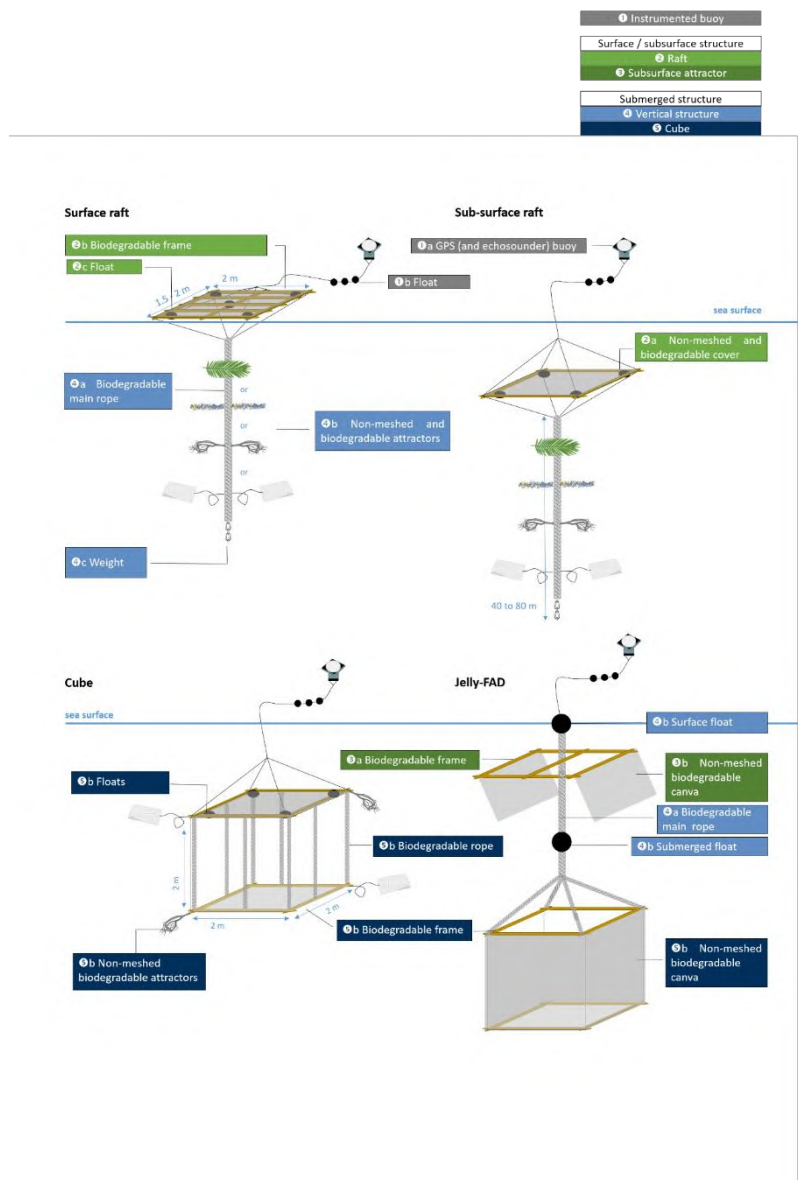 ❶ Instrumented buoy
Surface / subsurface structure
❷ Raft
❸ Subsurface attractor
Submerged structure
❹ Vertical structure
❺ Cube
Surface raft
❷b Biodegradable frame
❷c Float
1.5 - 2 m
2 m
❶b Float
❹a Biodegradable
main rope
or
or
or
❹b Non-meshed and
biodegradable attractors
❹c Weight
Sub-surface raft
❶a GPS (and echosounder) buoy
sea surface
❷a Non-meshed and
biodegradable cover
40 to 80 m
Cube
sea surface
❺b Floats
2 m
2 m
2 m
❺b Biodegradable rope
❺b Biodegradable frame
❺b Non-meshed
biodegradable attractors
Jelly-FAD
❹b Surface float
❸a Biodegradable frame
❸b Non-meshed
biodegradable
canva
❹a Biodegradable
main rope
❹b Submerged float
❺b Non-meshed
biodegradable
canva